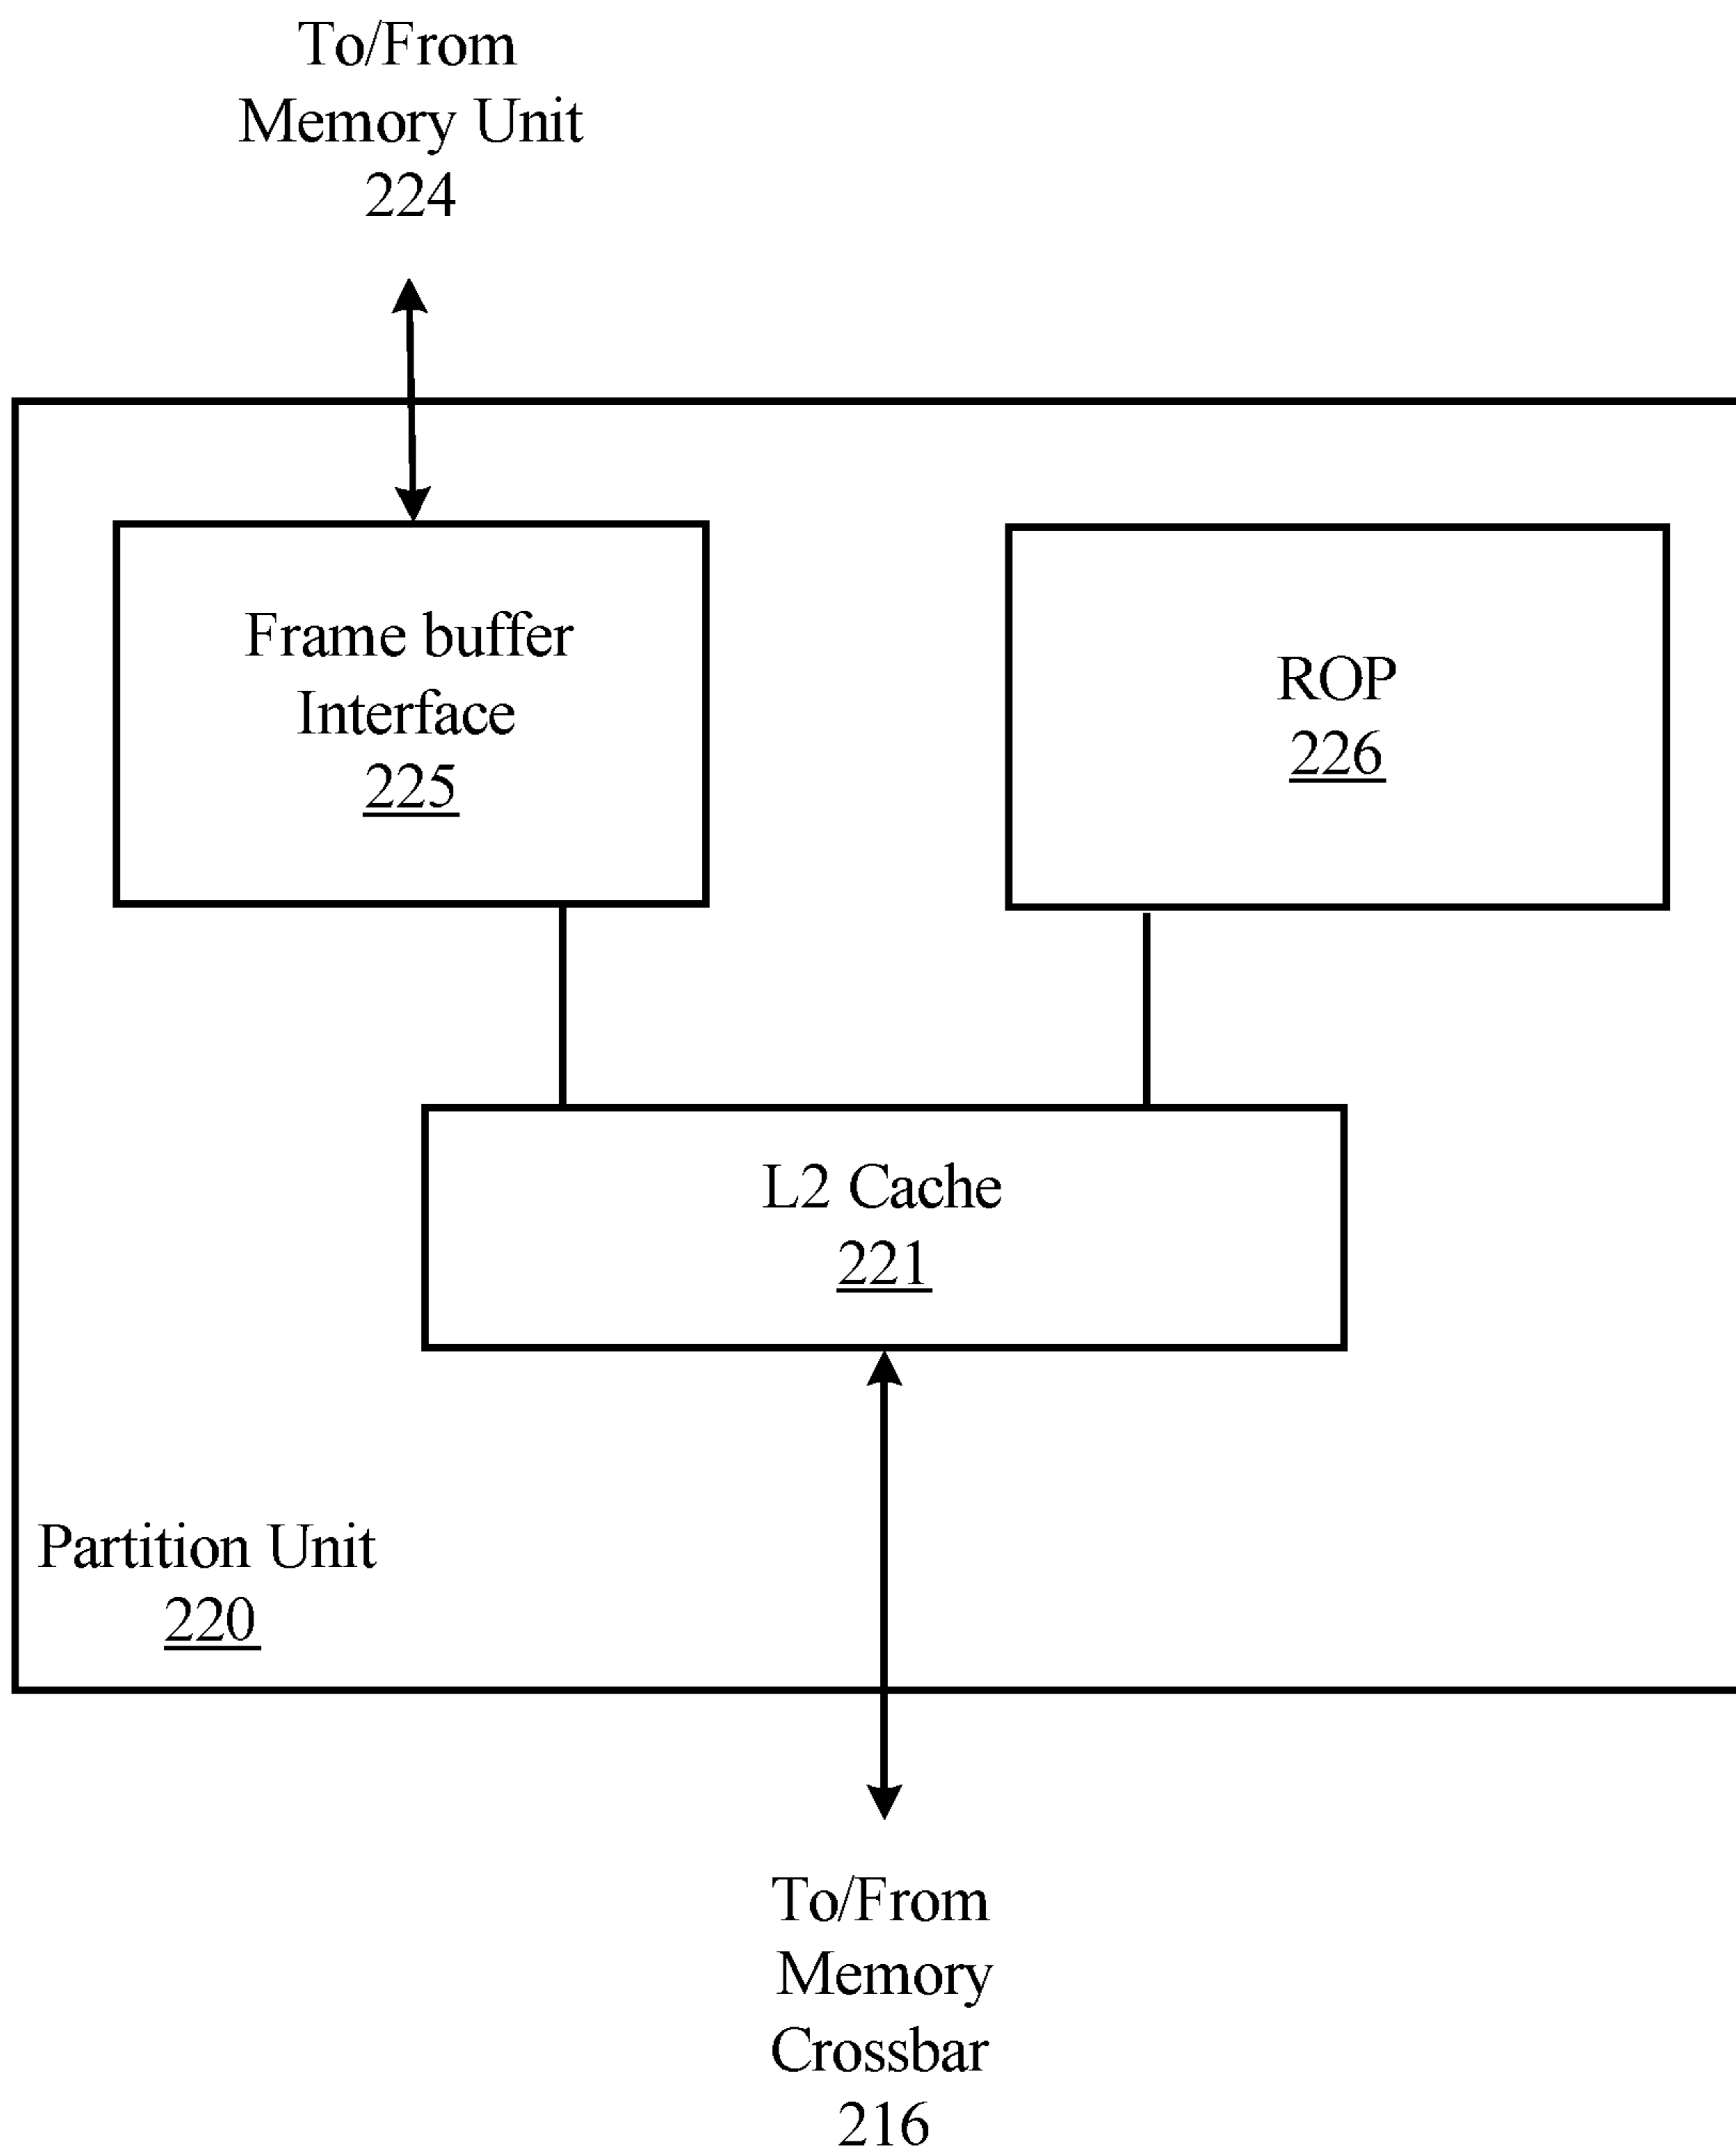 To/From
Memory Unit
224
Frame buffer
Interface
225
ROP
226
L2 Cache
221
Partition Unit
220
To/From
Memory
Crossbar
216